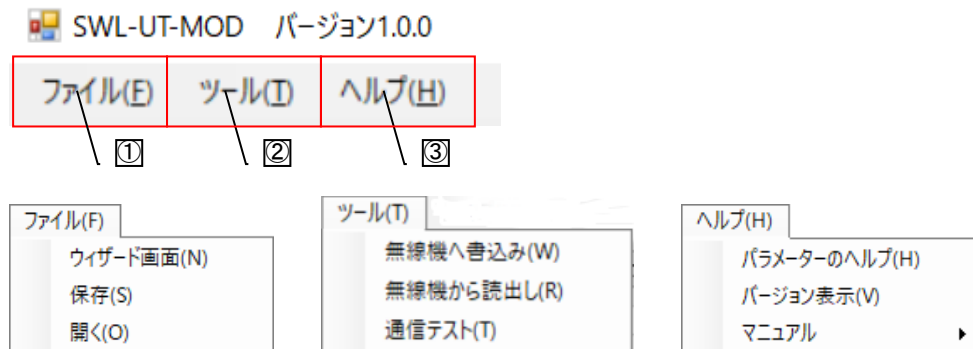 SWL-UT-MOD バージョン1.0.0
ファイル(F) ツール(T) ヘルプ(H)
① ② ③
ファイル(F)
ウィザード画面(N)
保存(S)
開く(O)
ツール(T)
無線機へ書込み(W)
無線機から読出し(R)
通信テスト(T)
ヘルプ(H)
パラメーターのヘルプ(H)
バージョン表示(V)
マニュアル